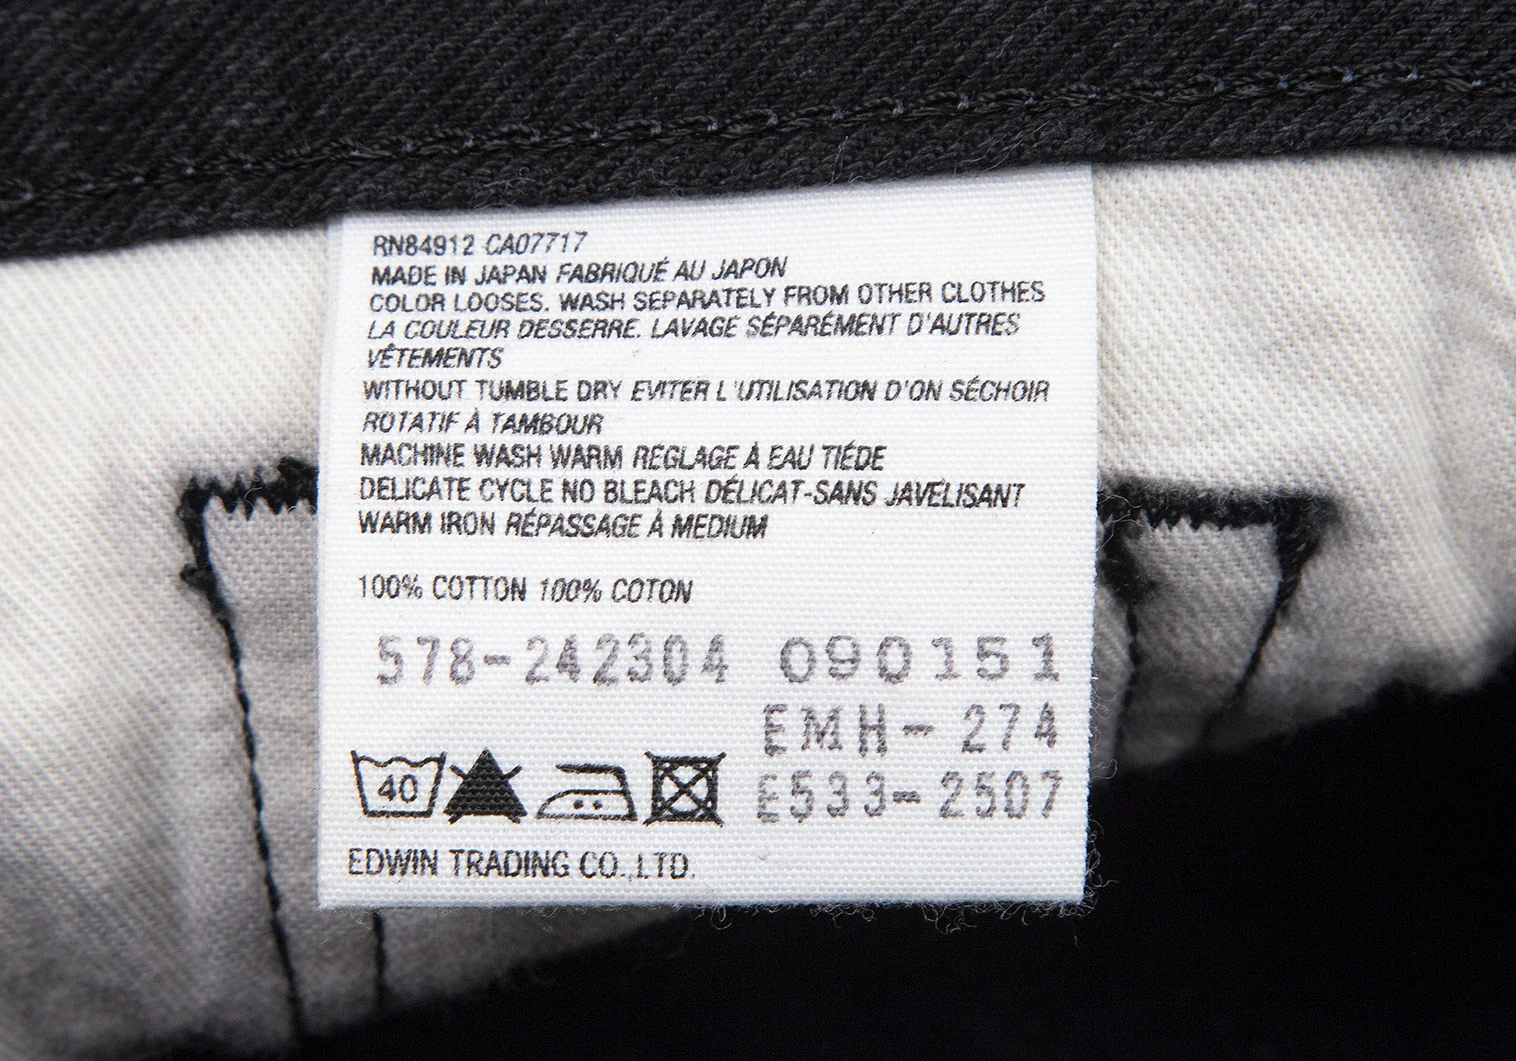 RN84912 CA07717
MADE IN JAPAN FABRIQUÉ AU JAPON
COLOR LOOSES. WASH SEPARATELY FROM OTHER CLOTHES
LA COULEUR DESSERRE. LAVAGE SÉPARÉMENT D'AUTRES
VÊTEMENTS
WITHOUT TUMBLE DRY EVITER L'UTILISATION D'ON SÉCHOIR
ROTATIF À TAMBOUR
MACHINE WASH WARM RÉGLAGE À EAU TIÉDE
DELICATE CYCLE NO BLEACH DÉLICAT-SANS JAVELISANT
WARM IRON RÉPASSAGE À MEDIUM
100% COTTON 100% COTON
578-242304 090151
EMH- 274
40
E533-2507
EDWIN TRADING CO.,LTD.